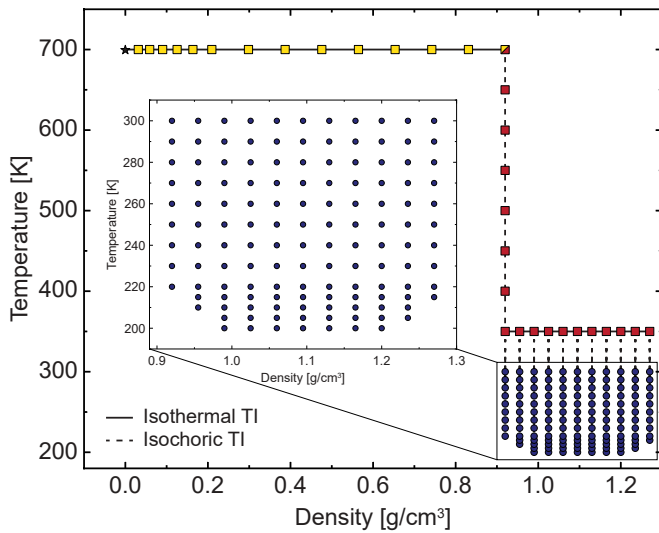 700
600
500
400
300
200
Temperature [K]
300
280
260
240
220
200
Temperature [K]
0.9 1.0 1.1 1.2 1.3
Density [g/cm³]
Isothermal TI
Isochoric TI
0.0 0.2 0.4 0.6 0.8 1.0 1.2
Density [g/cm³]